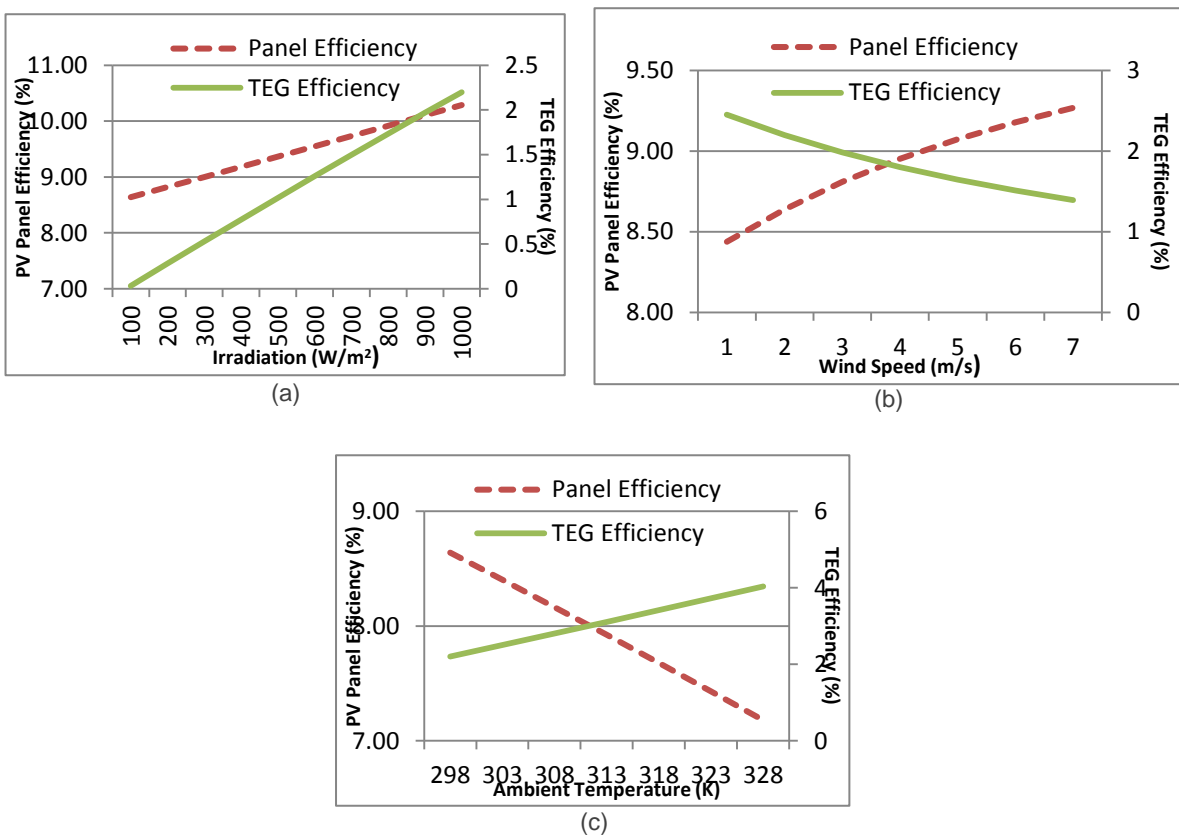 Panel Efficiency
TEG Efficiency
PV Panel Efficiency (%)
11.00
10.00
9.00
8.00
7.00
2.5
2
1.5
1
0.5
0
TEG Efficiency (%)
100 200 300 400 500 600 700 800 900 1000
Irradiation (W/m²)
(a)
Panel Efficiency
TEG Efficiency
PV Panel Efficiency (%)
9.50
9.00
8.50
8.00
3
2
1
0
TEG Efficiency (%)
1 2 3 4 5 6 7
Wind Speed (m/s)
(b)
Panel Efficiency
TEG Efficiency
PV Panel Efficiency (%)
9.00
8.00
7.00
6
4
2
0
TEG Efficiency (%)
298 303 308 313 318 323 328
Ambient Temperature (K)
(c)